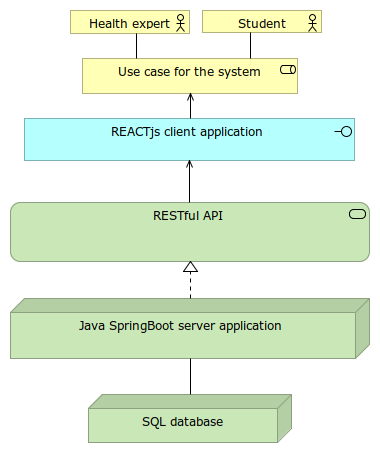 Health expert
Student
Use case for the system
REACTjs client application
RESTful API
Java SpringBoot server application
SQL database